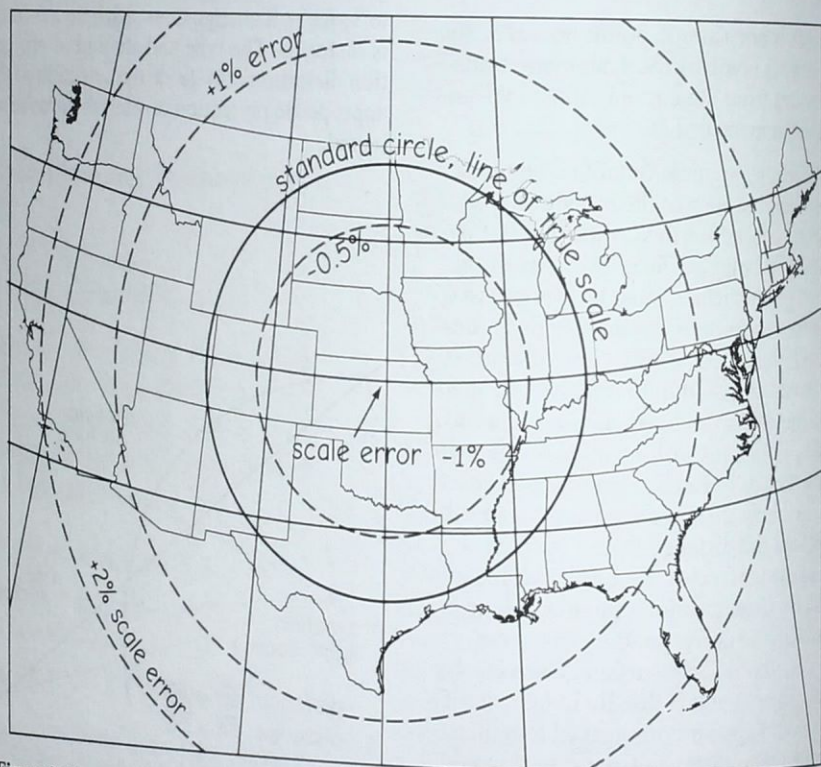 +1% error
standard circle, line of true scale
-0.5%
scale error -1%
+2% scale error